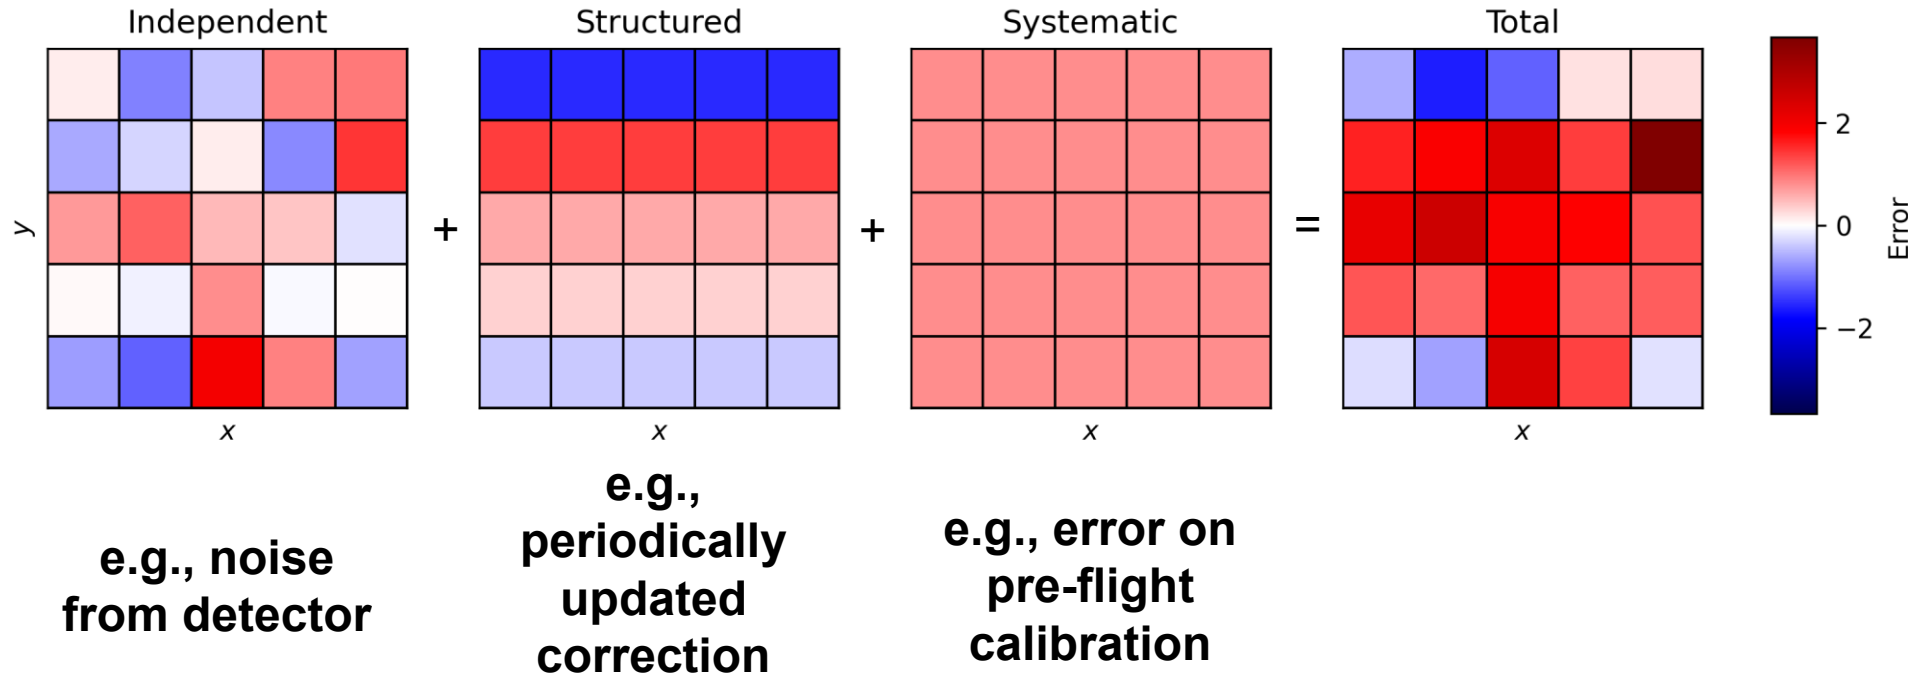 Independent
Structured
Systematic
Total
y
+
+
=
2
0
−2
Error
x
x
x
x
e.g., noise
from detector
e.g.,
periodically
updated
correction
e.g., error on
pre-flight
calibration